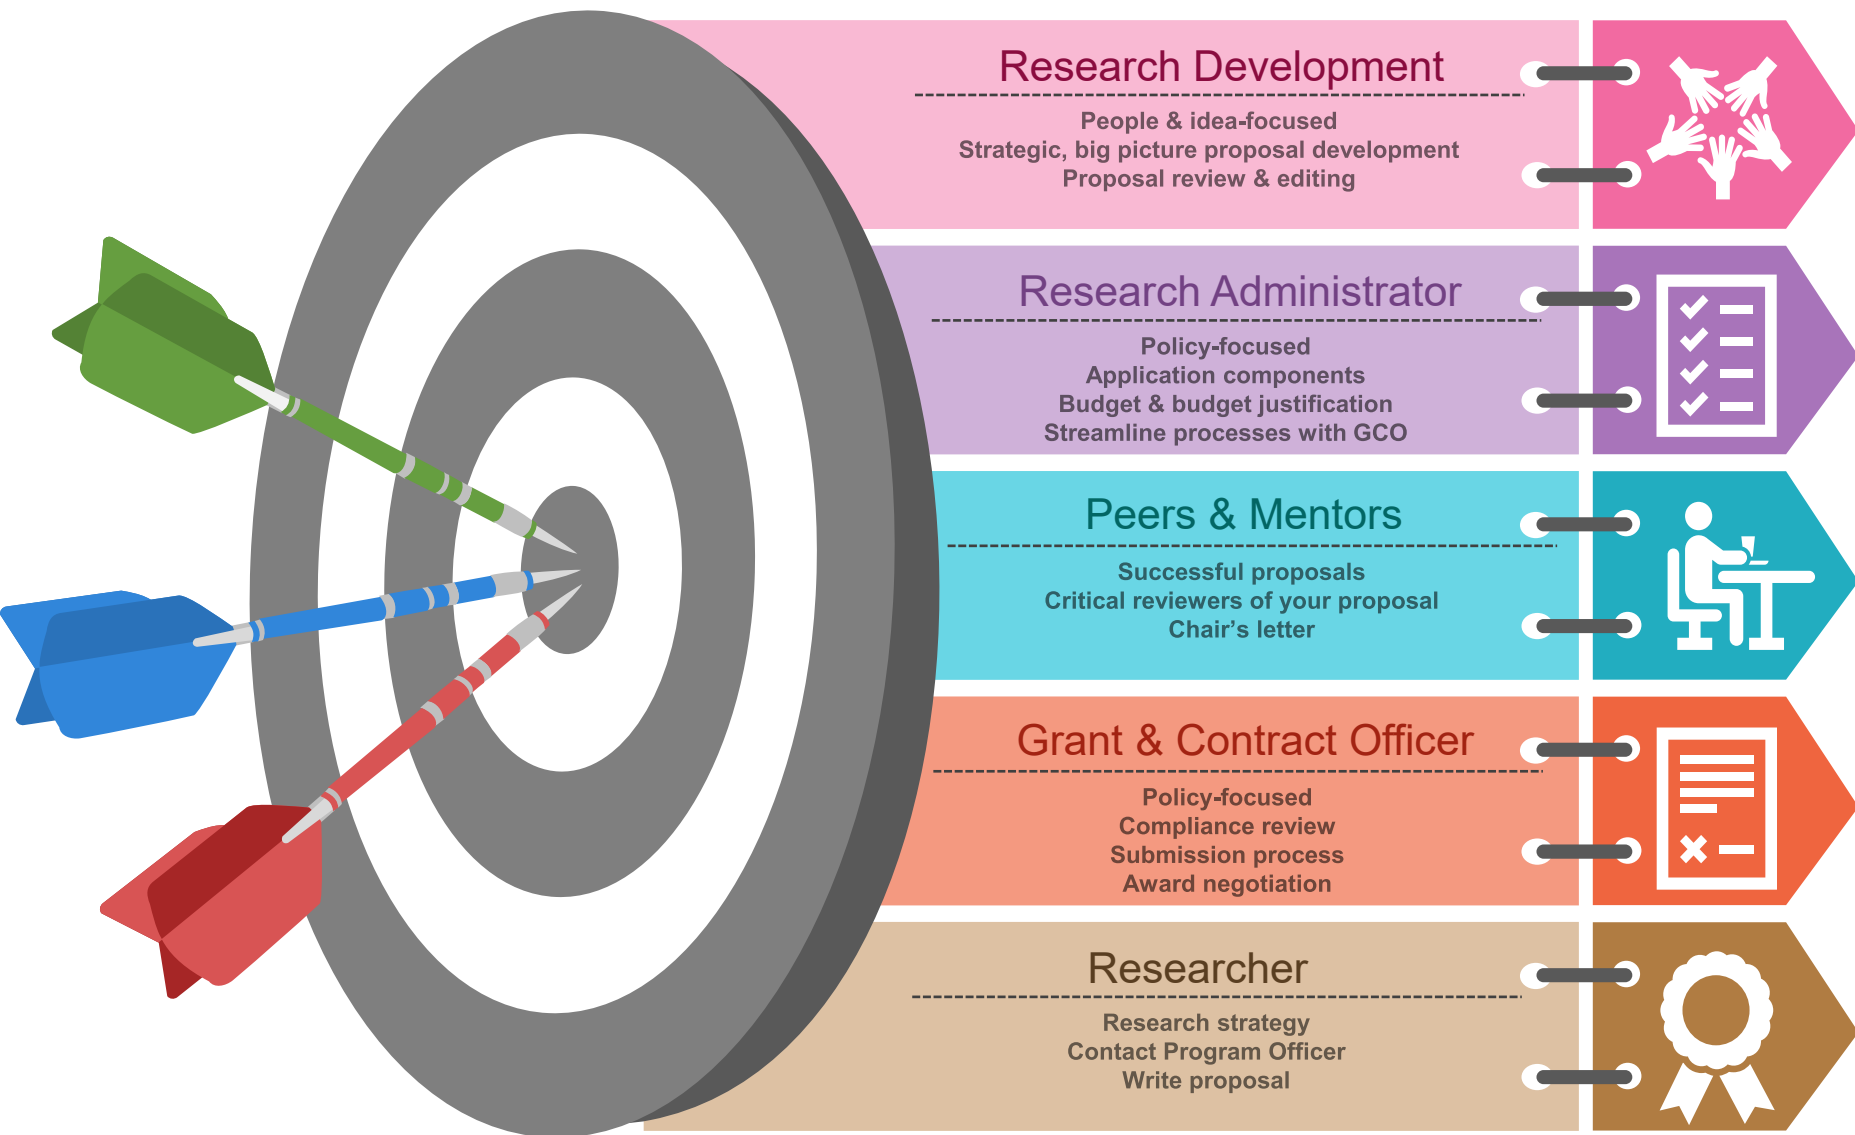 Research Development
People & idea-focused
Strategic, big picture proposal development
Proposal review & editing
Research Administrator
Policy-focused
Application components
Budget & budget justification
Streamline processes with GCO
Peers & Mentors
Successful proposals
Critical reviewers of your proposal
Chair's letter
Grant & Contract Officer
Policy-focused
Compliance review
Submission process
Award negotiation
Researcher
Research strategy
Contact Program Officer
Write proposal